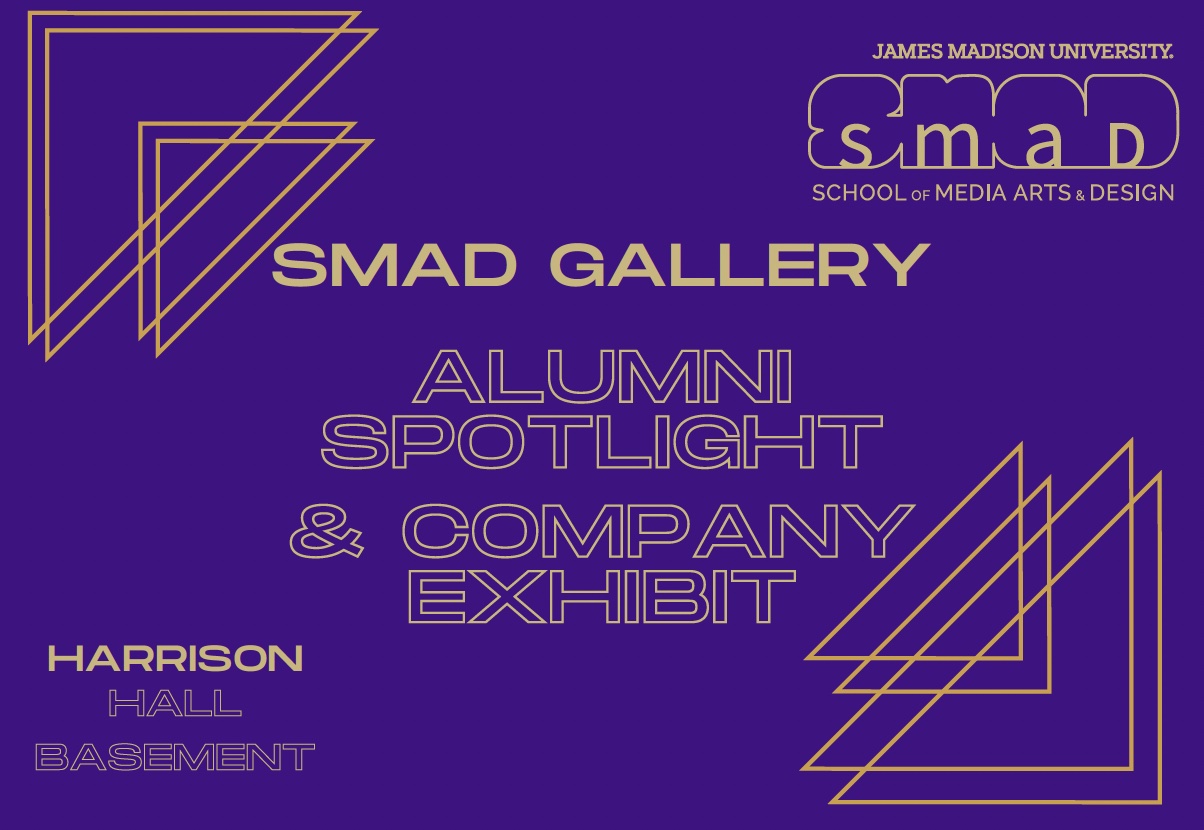 JAMES MADISON UNIVERSITY.
smaD
SCHOOL OF MEDIA ARTS & DESIGN
SMAD GALLERY
ALUMNI
SPOTLIGHT
& COMPANY
EXHIBIT
HARRISON
HALL
BASEMENT